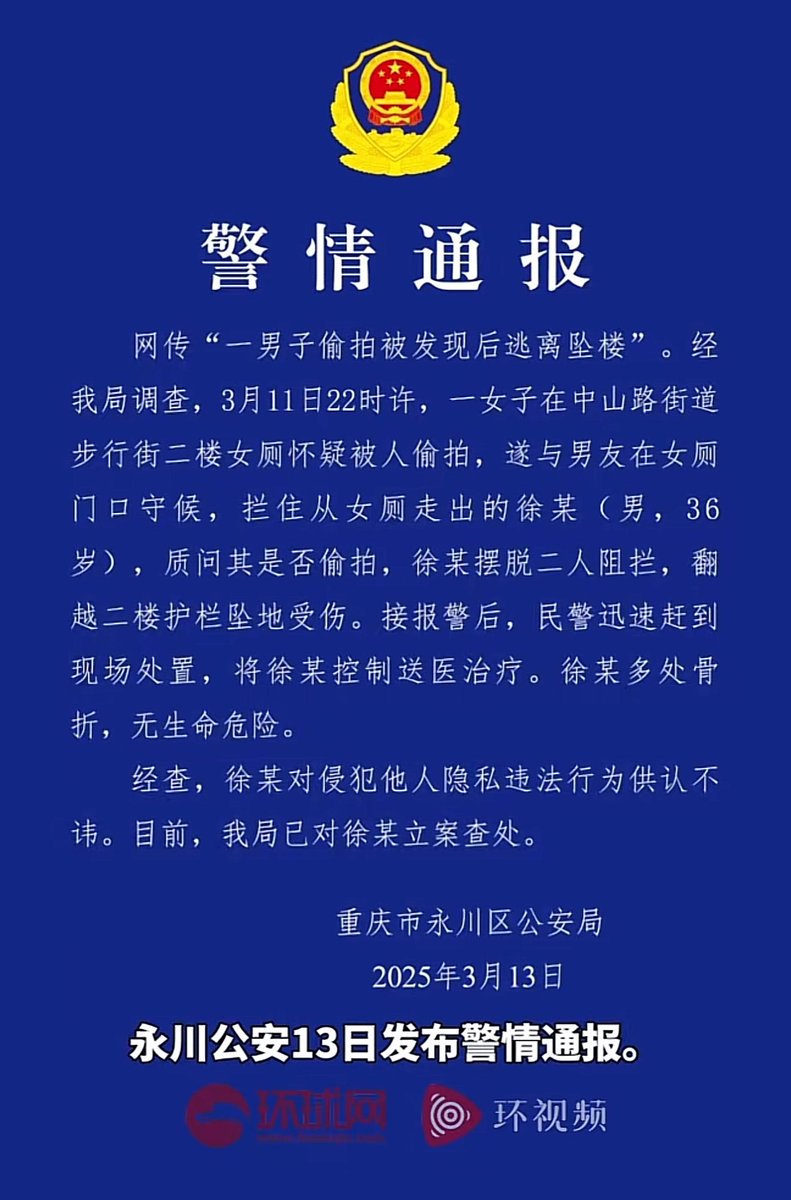 警情通报
网传“一男子偷拍被发现后逃离坠楼”。经
我局调查，3月11日22时许，一女子在中山路街道
步行街二楼女厕怀疑被人偷拍，遂与男友在女厕
门口守候，拦住从女厕走出的徐某（男，36
岁），质问其是否偷拍，徐某摆脱二人阻拦，翻
越二楼护栏坠地受伤。接报警后，民警迅速赶到
现场处置，将徐某控制送医治疗。徐某多处骨
折，无生命危险。
经查，徐某对侵犯他人隐私违法行为供认不
讳。目前，我局已对徐某立案查处。
重庆市永川区公安局
2025年3月13日
永川公安13日发布警情通报。
环球网
环视频